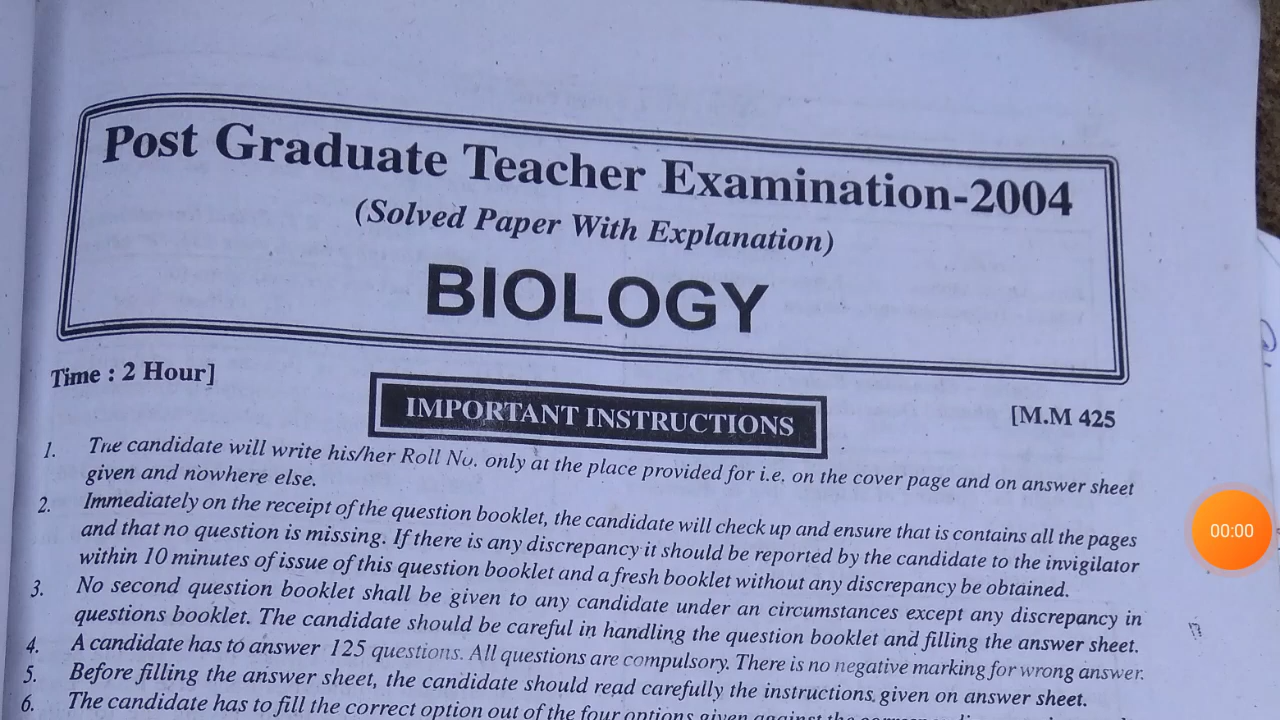 Post Graduate Teacher Examination-2004
(Solved Paper With Explanation)
BIOLOGY
Time : 2 Hour]
IMPORTANT INSTRUCTIONS
[M.M 425
1. The candidate will write his/her Roll No. only at the place provided for i.e. on the cover page and on answer sheet
given and nowhere else.
2. Immediately on the receipt of the question booklet, the candidate will check up and ensure that is contains all the pages
and that no question is missing. If there is any discrepancy it should be reported by the candidate to the invigilator
within 10 minutes of issue of this question booklet and a fresh booklet without any discrepancy be obtained.
3. No second question booklet shall be given to any candidate under an circumstances except any discrepancy in
questions booklet. The candidate should be careful in handling the question booklet and filling the answer sheet.
4. A candidate has to answer 125 questions. All questions are compulsory. There is no negative marking for wrong answer.
5. Before filling the answer sheet, the candidate should read carefully the instructions given on answer sheet.
6. The candidate has to fill the correct option out of the four options given against the
00:00